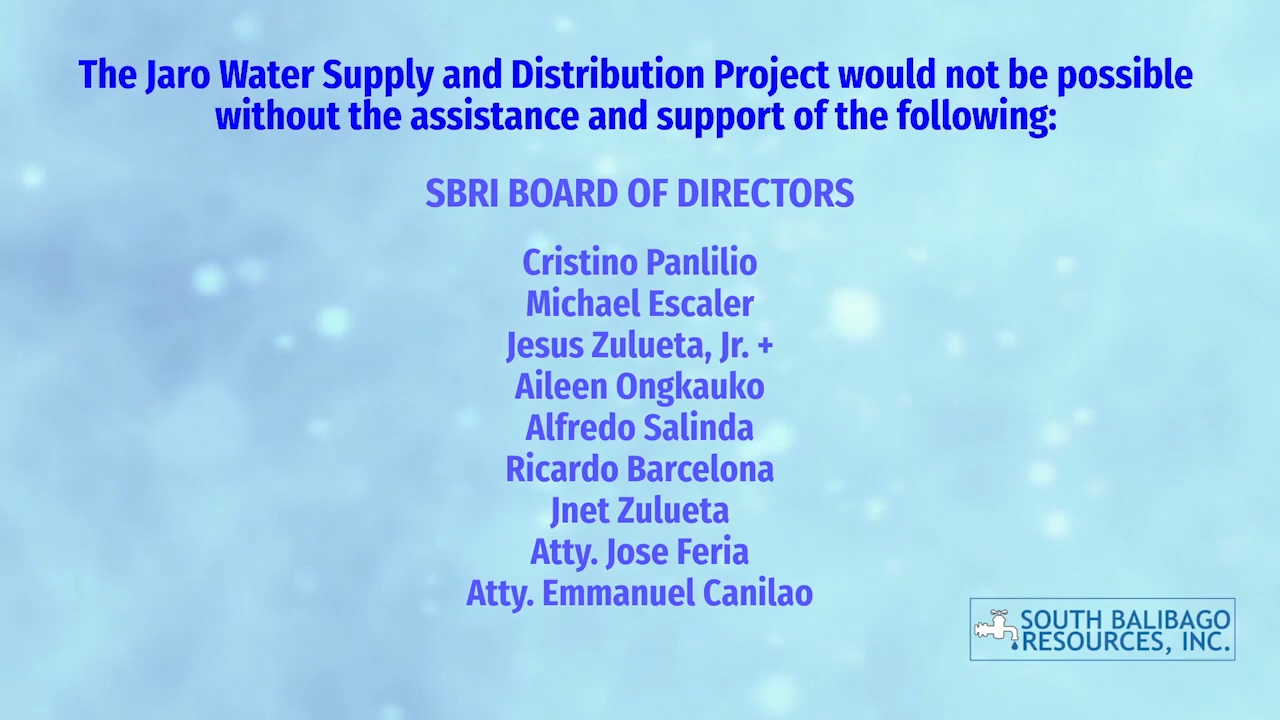 The Jaro Water Supply and Distribution Project would not be possible
without the assistance and support of the following:
SBRI BOARD OF DIRECTORS
Cristino Panlilio
Michael Escaler
Jesus Zulueta, Jr. +
Aileen Ongkauko
Alfredo Salinda
Ricardo Barcelona
Jnet Zulueta
Atty. Jose Feria
Atty. Emmanuel Canilao
SOUTH BALIBAGO
RESOURCES, INC.